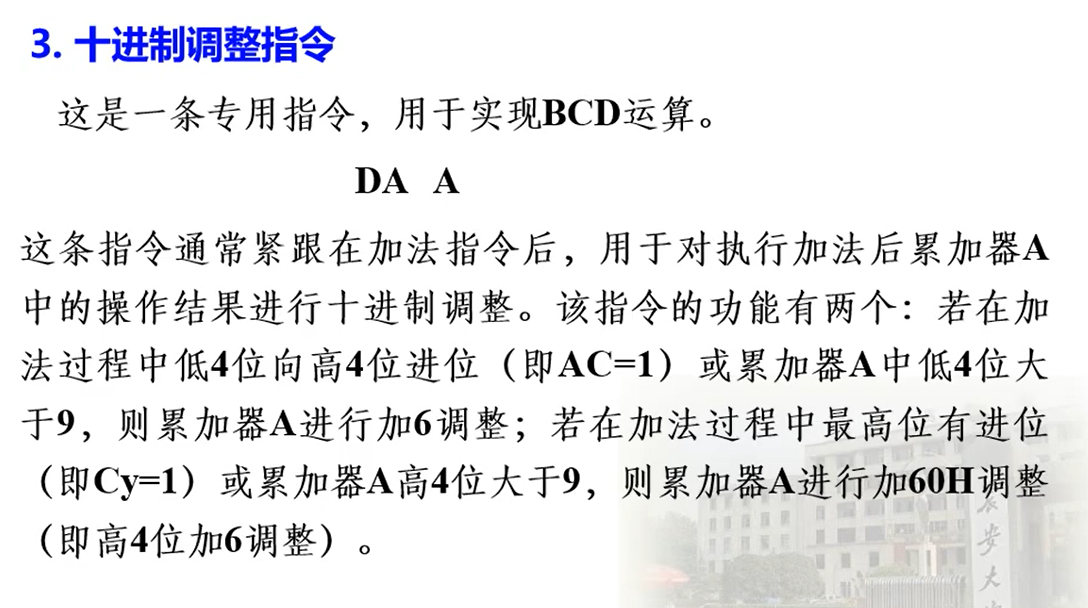 3. 十进制调整指令
这是一条专用指令，用于实现BCD运算。
DA A
这条指令通常紧跟在加法指令后，用于对执行加法后累加器A
中的操作结果进行十进制调整。该指令的功能有两个：若在加
法过程中低4位向高4位进位（即AC=1）或累加器A中低4位大
于9，则累加器A进行加6调整；若在加法过程中最高位有进位
（即Cy=1）或累加器A高4位大于9，则累加器A进行加60H调整
（即高4位加6调整）。
长安大